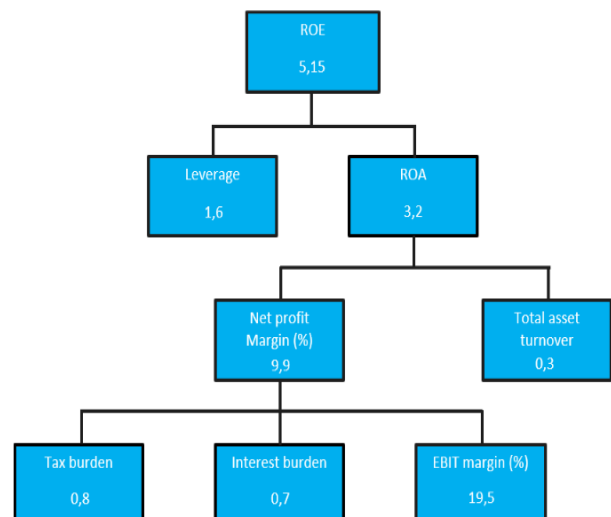 ROE
5,15
Leverage
1,6
ROA
3,2
Net profit
Margin (%)
9,9
Total asset
turnover
0,3
Tax burden
0,8
Interest burden
0,7
EBIT margin (%)
19,5